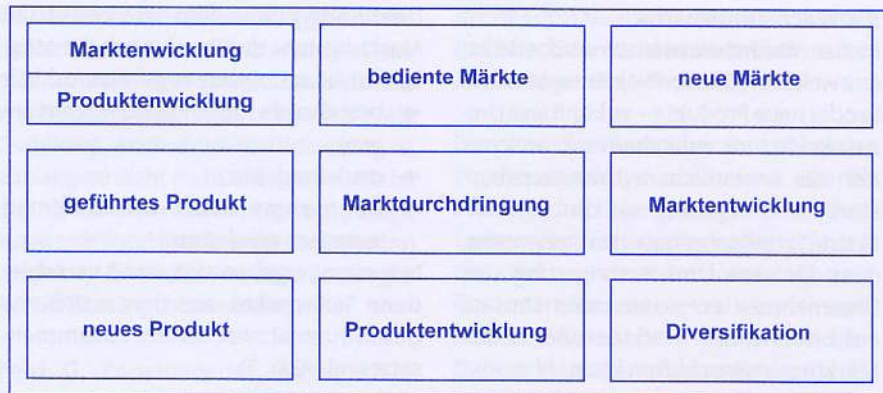 Marktenwicklung
Produktenwicklung
bediente Märkte
neue Märkte
geführtes Produkt
Marktdurchdringung
Marktentwicklung
neues Produkt
Produktentwicklung
Diversifikation